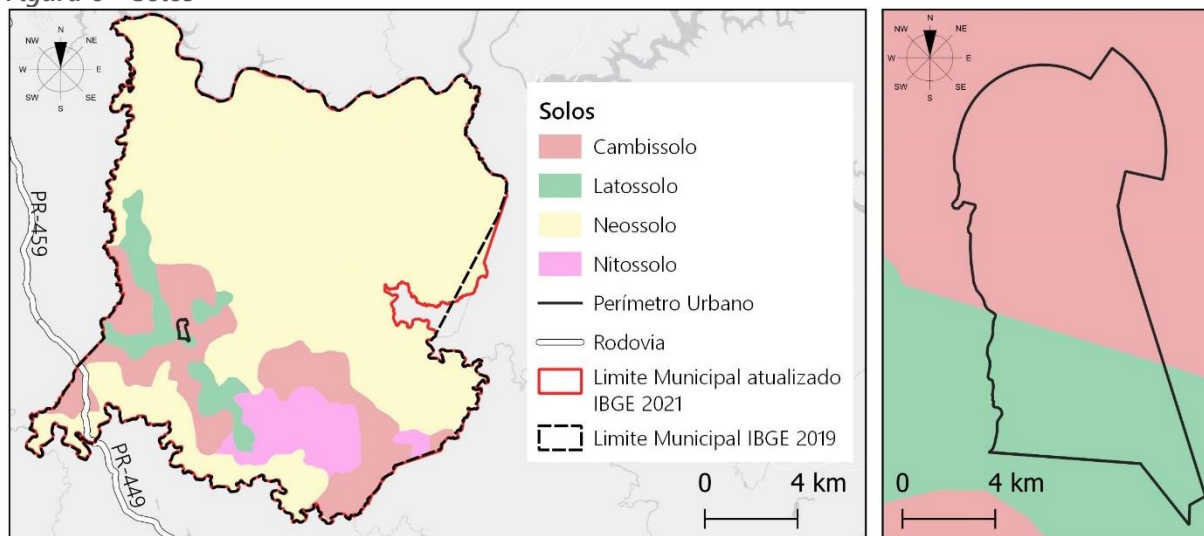 Figura 6 – Solos
N
NW
NE
W
E
SW
SE
S
PR-459
PR-449
Solos
Cambissolo
Latossolo
Neossolo
Nitossolo
Perímetro Urbano
Rodovia
Limite Municipal atualizado
IBGE 2021
Limite Municipal IBGE 2019
0
4 km
N
NW
NE
W
E
SW
SE
S
0
4 km